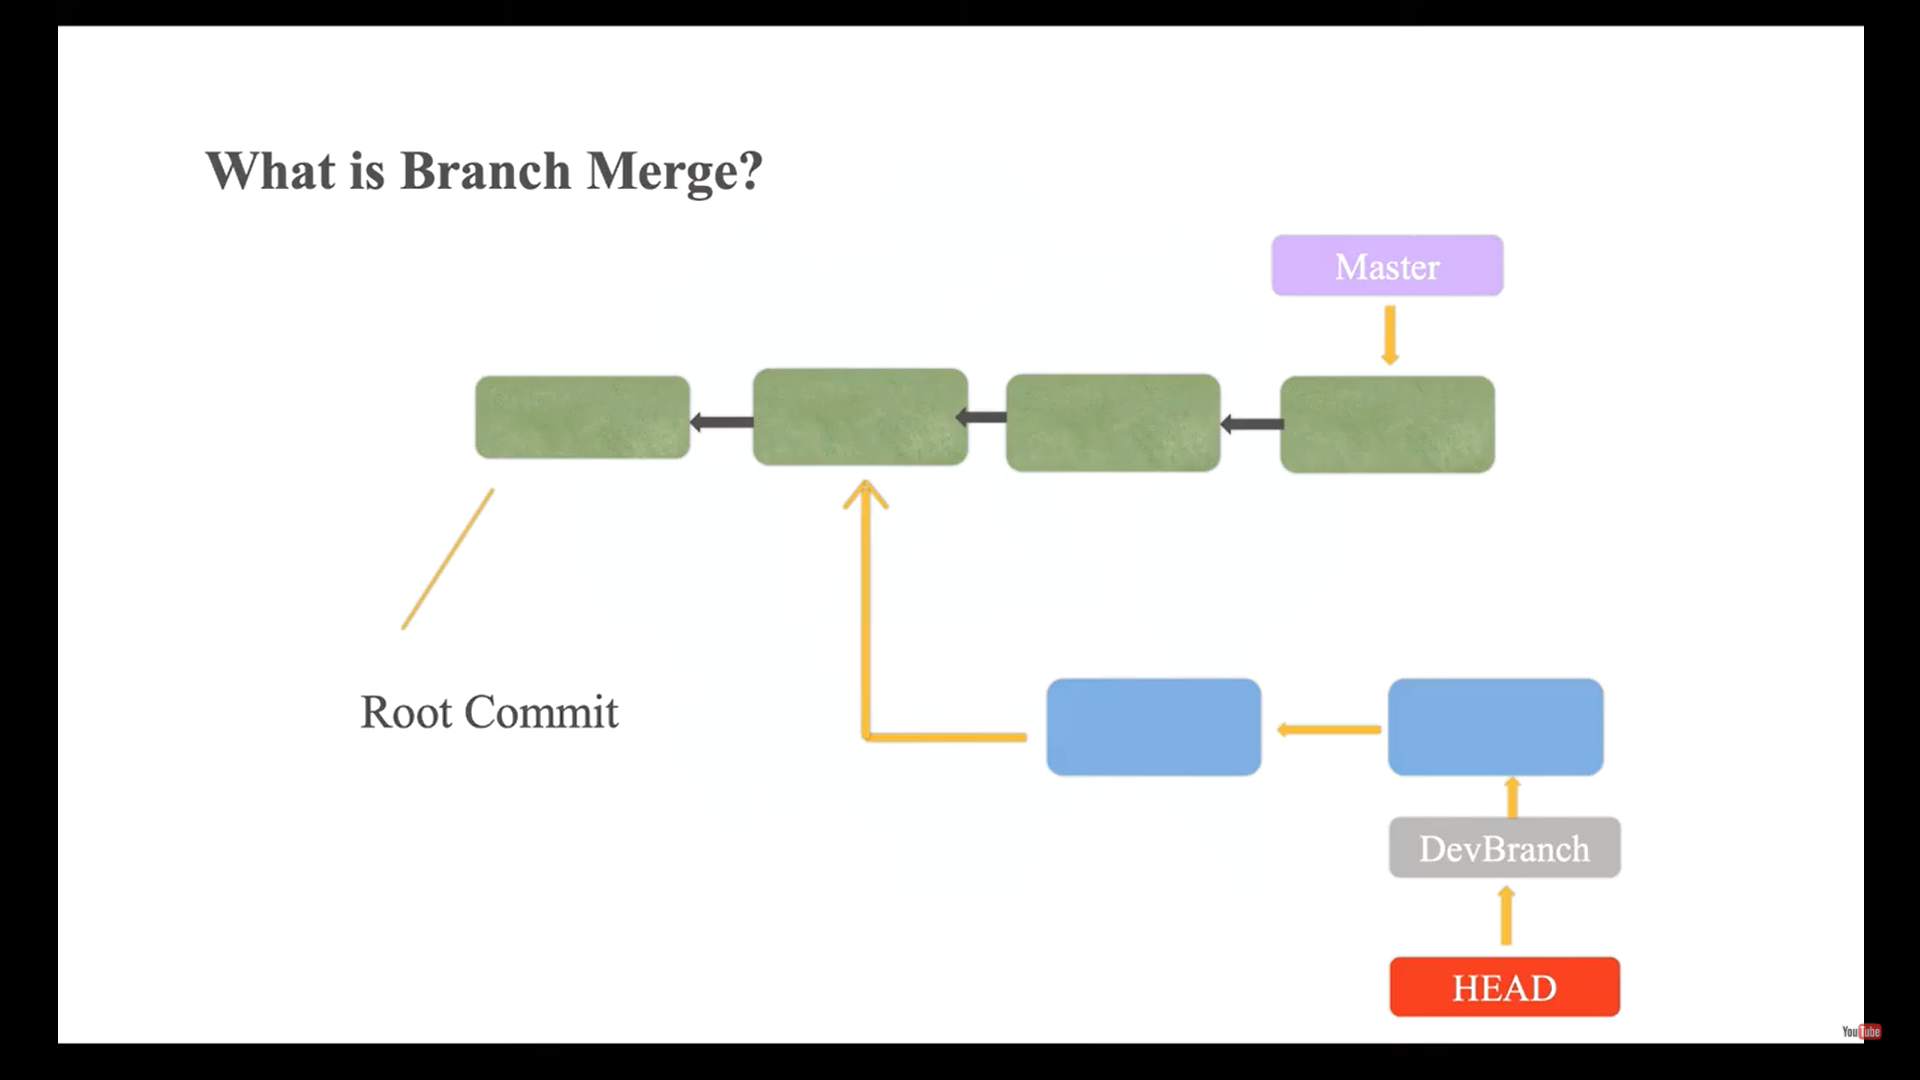 What is Branch Merge?
Master
Root Commit
DevBranch
HEAD
YouTube